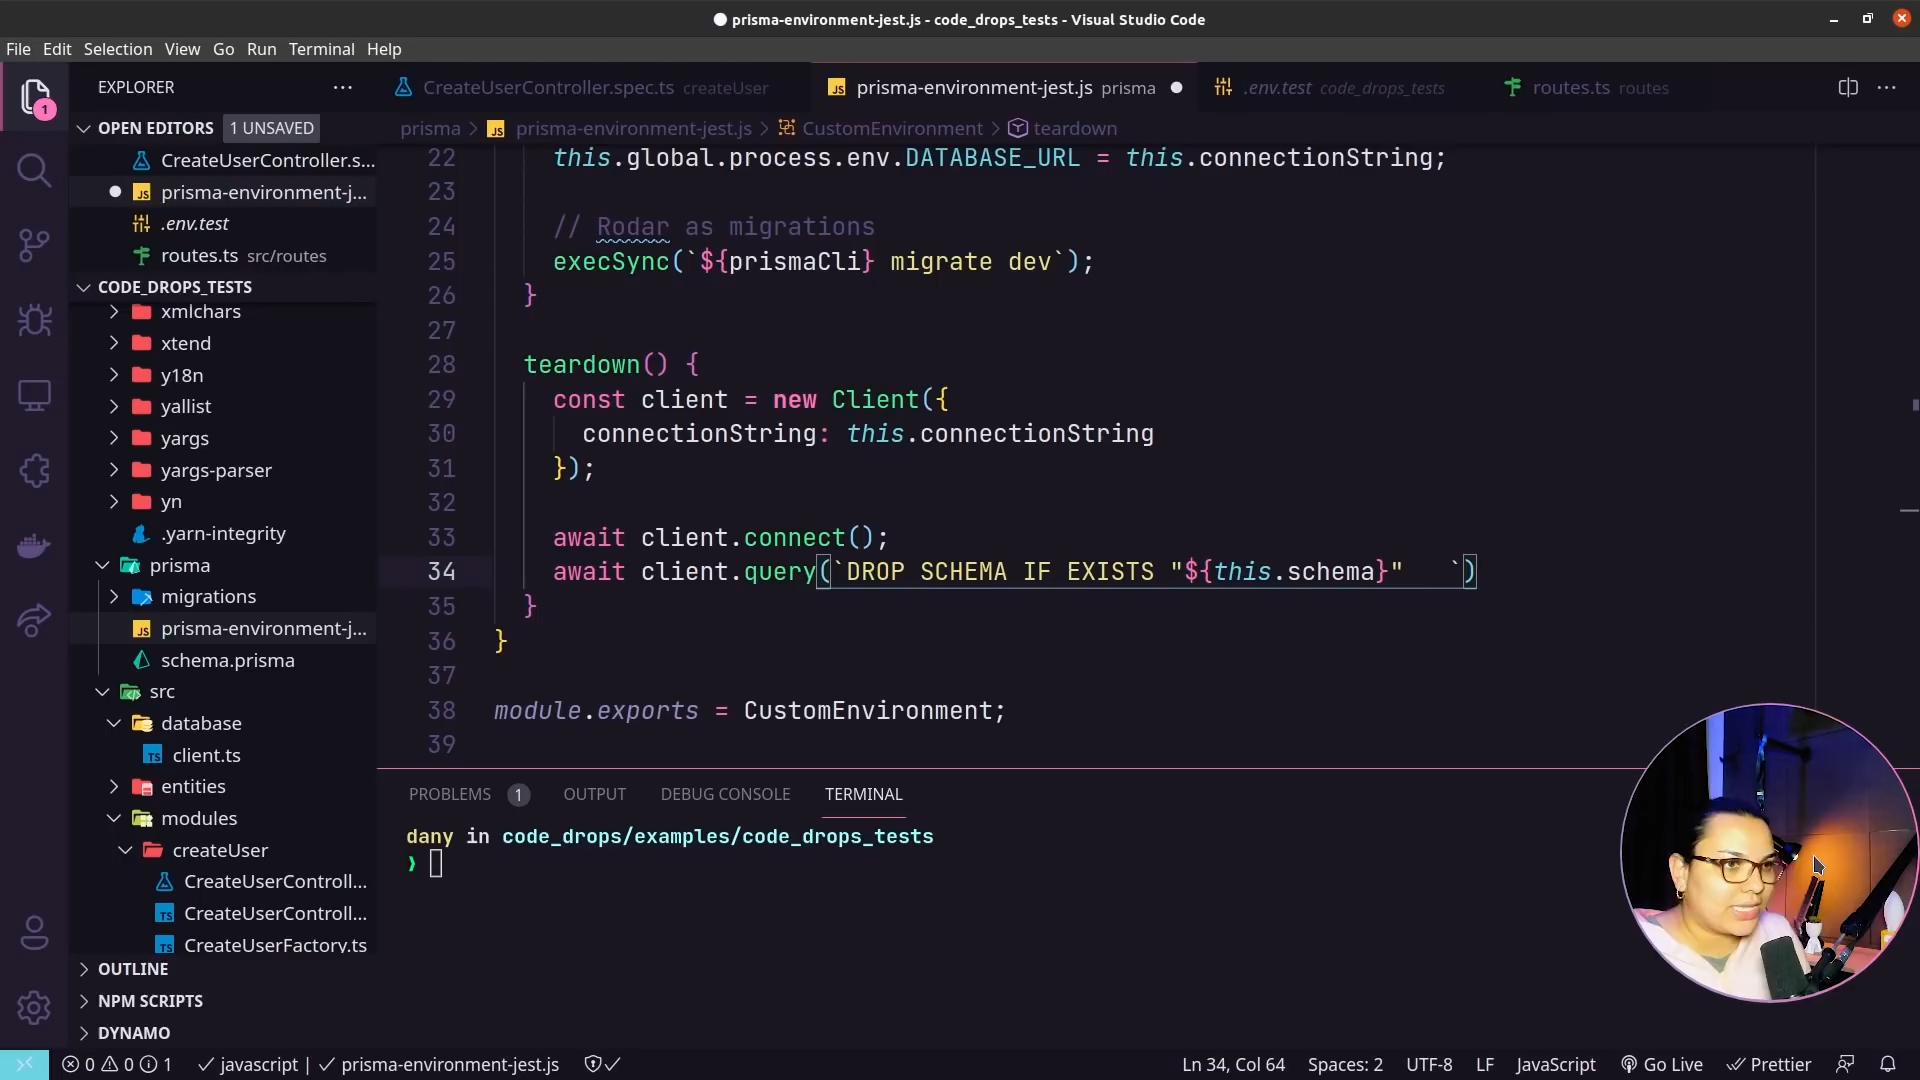 prisma-environment-jest.js - code_drops_tests - Visual Studio Code
File Edit Selection View Go Run Terminal Help
EXPLORER
OPEN EDITORS 1 UNSAVED
CreateUserController.s...
prisma-environment-j...
.env.test
routes.ts src/routes
CODE_DROPS_TESTS
xmlchars
xtend
y18n
yallist
yargs
yargs-parser
yn
.yarn-integrity
prisma
migrations
prisma-environment-j...
schema.prisma
src
database
client.ts
entities
modules
createUser
CreateUserControll...
CreateUserControll...
CreateUserFactory.ts
OUTLINE
NPM SCRIPTS
DYNAMO
1
CreateUserController.spec.ts createUser
prisma-environment-jest.js prisma
.env.test code_drops_tests
routes.ts routes
prisma > prisma-environment-jest.js > CustomEnvironment > teardown
22 this.global.process.env.DATABASE_URL = this.connectionString;
23
24 // Rodar as migrations
25 execSync(`${prismaCli} migrate dev`);
26 }
27
28 teardown() {
29 const client = new Client({
30 connectionString: this.connectionString
31 });
32
33 await client.connect();
34 await client.query(`DROP SCHEMA IF EXISTS "${this.schema}"   `)
35 }
36 }
37
38 module.exports = CustomEnvironment;
39
PROBLEMS 1 OUTPUT DEBUG CONSOLE TERMINAL
dany in code_drops/examples/code_drops_tests
❯
0 0 1 javascript | prisma-environment-jest.js
Ln 34, Col 64 Spaces: 2 UTF-8 LF JavaScript Go Live Prettier